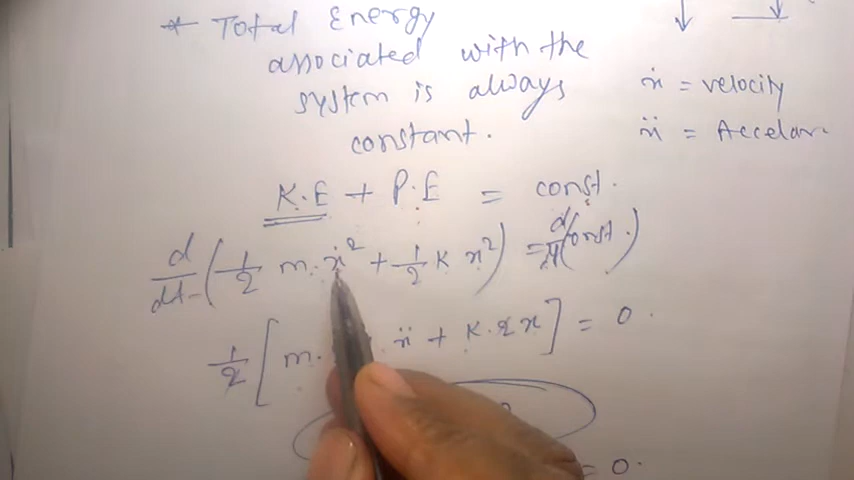 * Total Energy
associated with the
system is always
constant.
ẋ = velocity
ẍ =
K.E + P.E = const.
d/dt (1/2 m.ẋ² + 1/2 K x²) = d/dt (const.)
1/2 [m. ẍ + K.2x] = 0.
= 0.